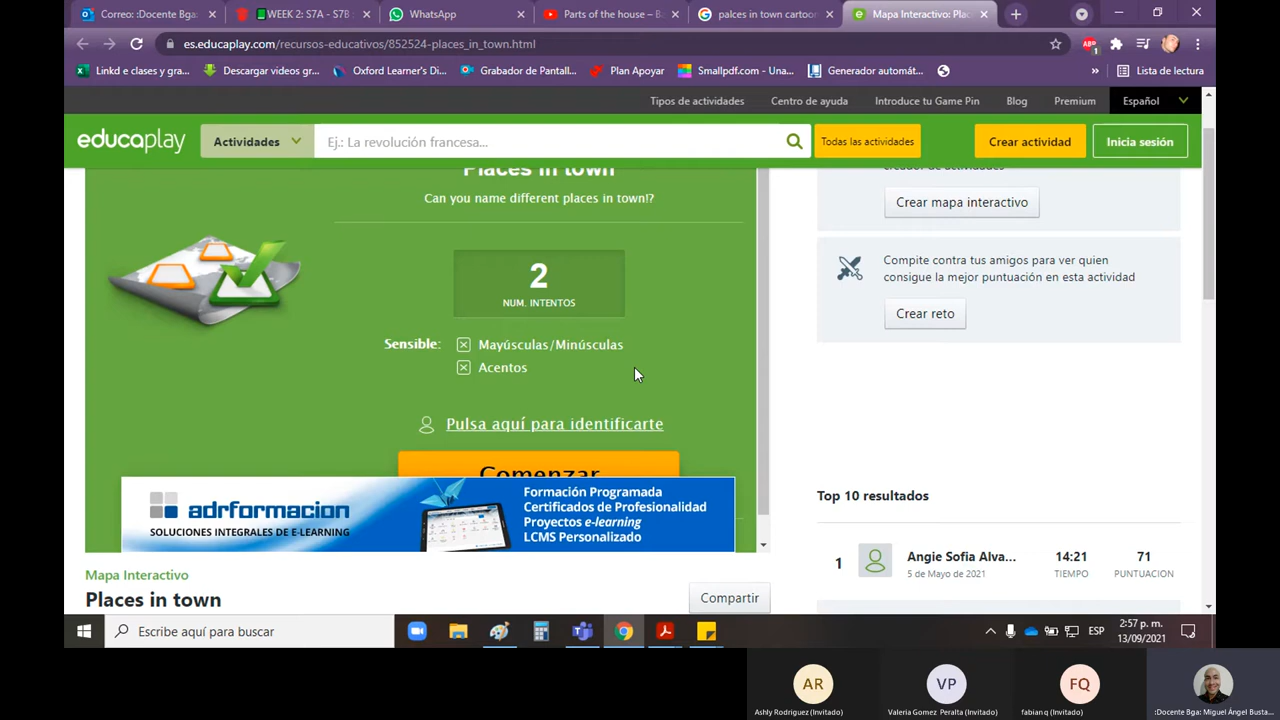 Correo: :Docente Bga:
WEEK 2: S7A - S7B
WhatsApp
Parts of the house – B
palces in town cartoon
Mapa Interactivo: Plac
es.educaplay.com/recursos-educativos/852524-places_in_town.html
ABP
1
Linkd e clases y gra...
Descargar videos gr...
Oxford Learner's Di...
Grabador de Pantall...
Plan Apoyar
Smallpdf.com - Una...
Generador automát...
»
Lista de lectura
Tipos de actividades
Centro de ayuda
Introduce tu Game Pin
Blog
Premium
Español
educaplay
Actividades
Ej.: La revolución francesa...
Todas las actividades
Crear actividad
Inicia sesión
Places in town
Can you name different places in town!?
2
NUM. INTENTOS
Sensible:
Mayúsculas/Minúsculas
Acentos
Pulsa aquí para identificarte
Comenzar
adrformacion
SOLUCIONES INTEGRALES DE E-LEARNING
Formación Programada
Certificados de Profesionalidad
Proyectos e-learning
LCMS Personalizado
Mapa Interactivo
Places in town
Compartir
creador de actividades
Crear mapa interactivo
Compite contra tus amigos para ver quien
consigue la mejor puntuación en esta actividad
Crear reto
Top 10 resultados
1
Angie Sofia Alva...
5 de Mayo de 2021
14:21
TIEMPO
71
PUNTUACION
Escribe aquí para buscar
ESP
2:57 p. m.
13/09/2021
AR
Ashly Rodriguez (Invitado)
VP
Valeria Gomez Peralta (Invitado)
FQ
fabian q (Invitado)
:Docente Bga: Miguel Ángel Busta...